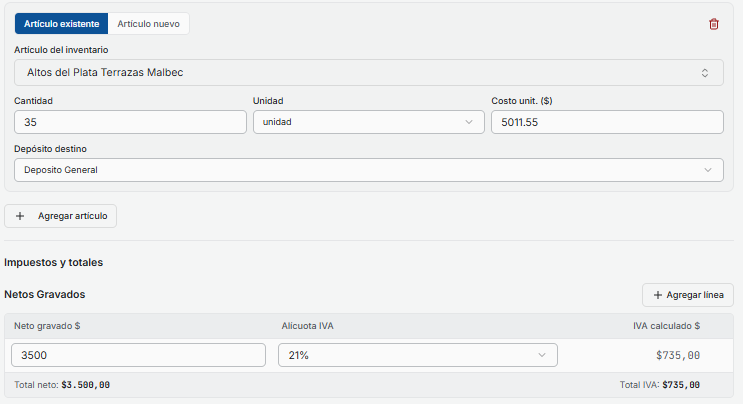 Artículo existente Artículo nuevo
Artículo del inventario
Altos del Plata Terrazas Malbec
Cantidad Unidad Costo unit. ($)
35 unidad 5011.55
Depósito destino
Deposito General
+ Agregar artículo
Impuestos y totales
Netos Gravados + Agregar línea
Neto gravado $ Alícuota IVA IVA calculado $
3500 21% $735,00
Total neto: $3.500,00 Total IVA: $735,00